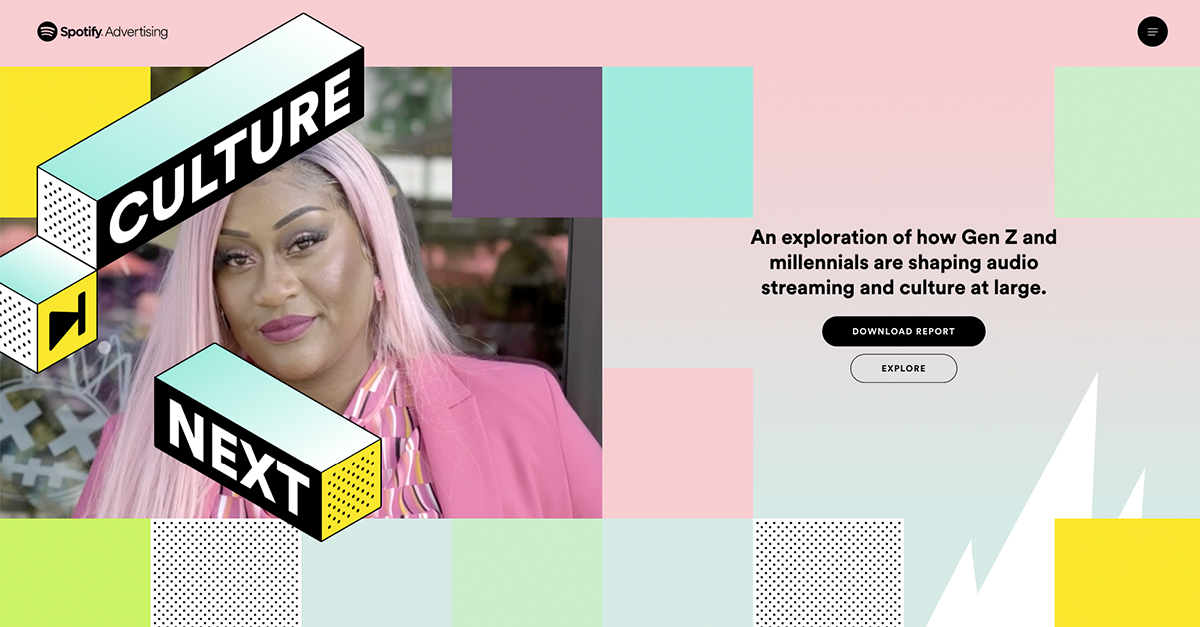 Spotify Advertising
CULTURE
NEXT
An exploration of how Gen Z and
millennials are shaping audio
streaming and culture at large.
DOWNLOAD REPORT
EXPLORE